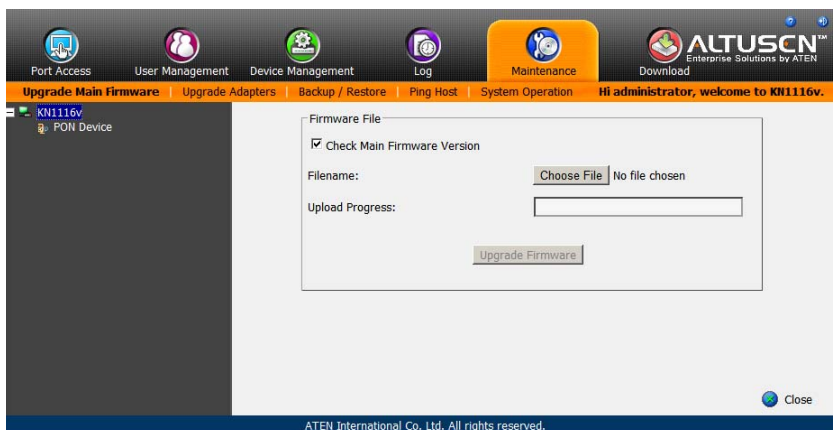 Port Access User Management Device Management Log Maintenance Download
ALTUSCN™
Enterprise Solutions by ATEN
Upgrade Main Firmware | Upgrade Adapters | Backup / Restore | Ping Host | System Operation Hi administrator, welcome to KN1116v.
KN1116v
PON Device
Firmware File
Check Main Firmware Version
Filename: Choose File No file chosen
Upload Progress:
Upgrade Firmware
Close
ATEN International Co. Ltd. All rights reserved.